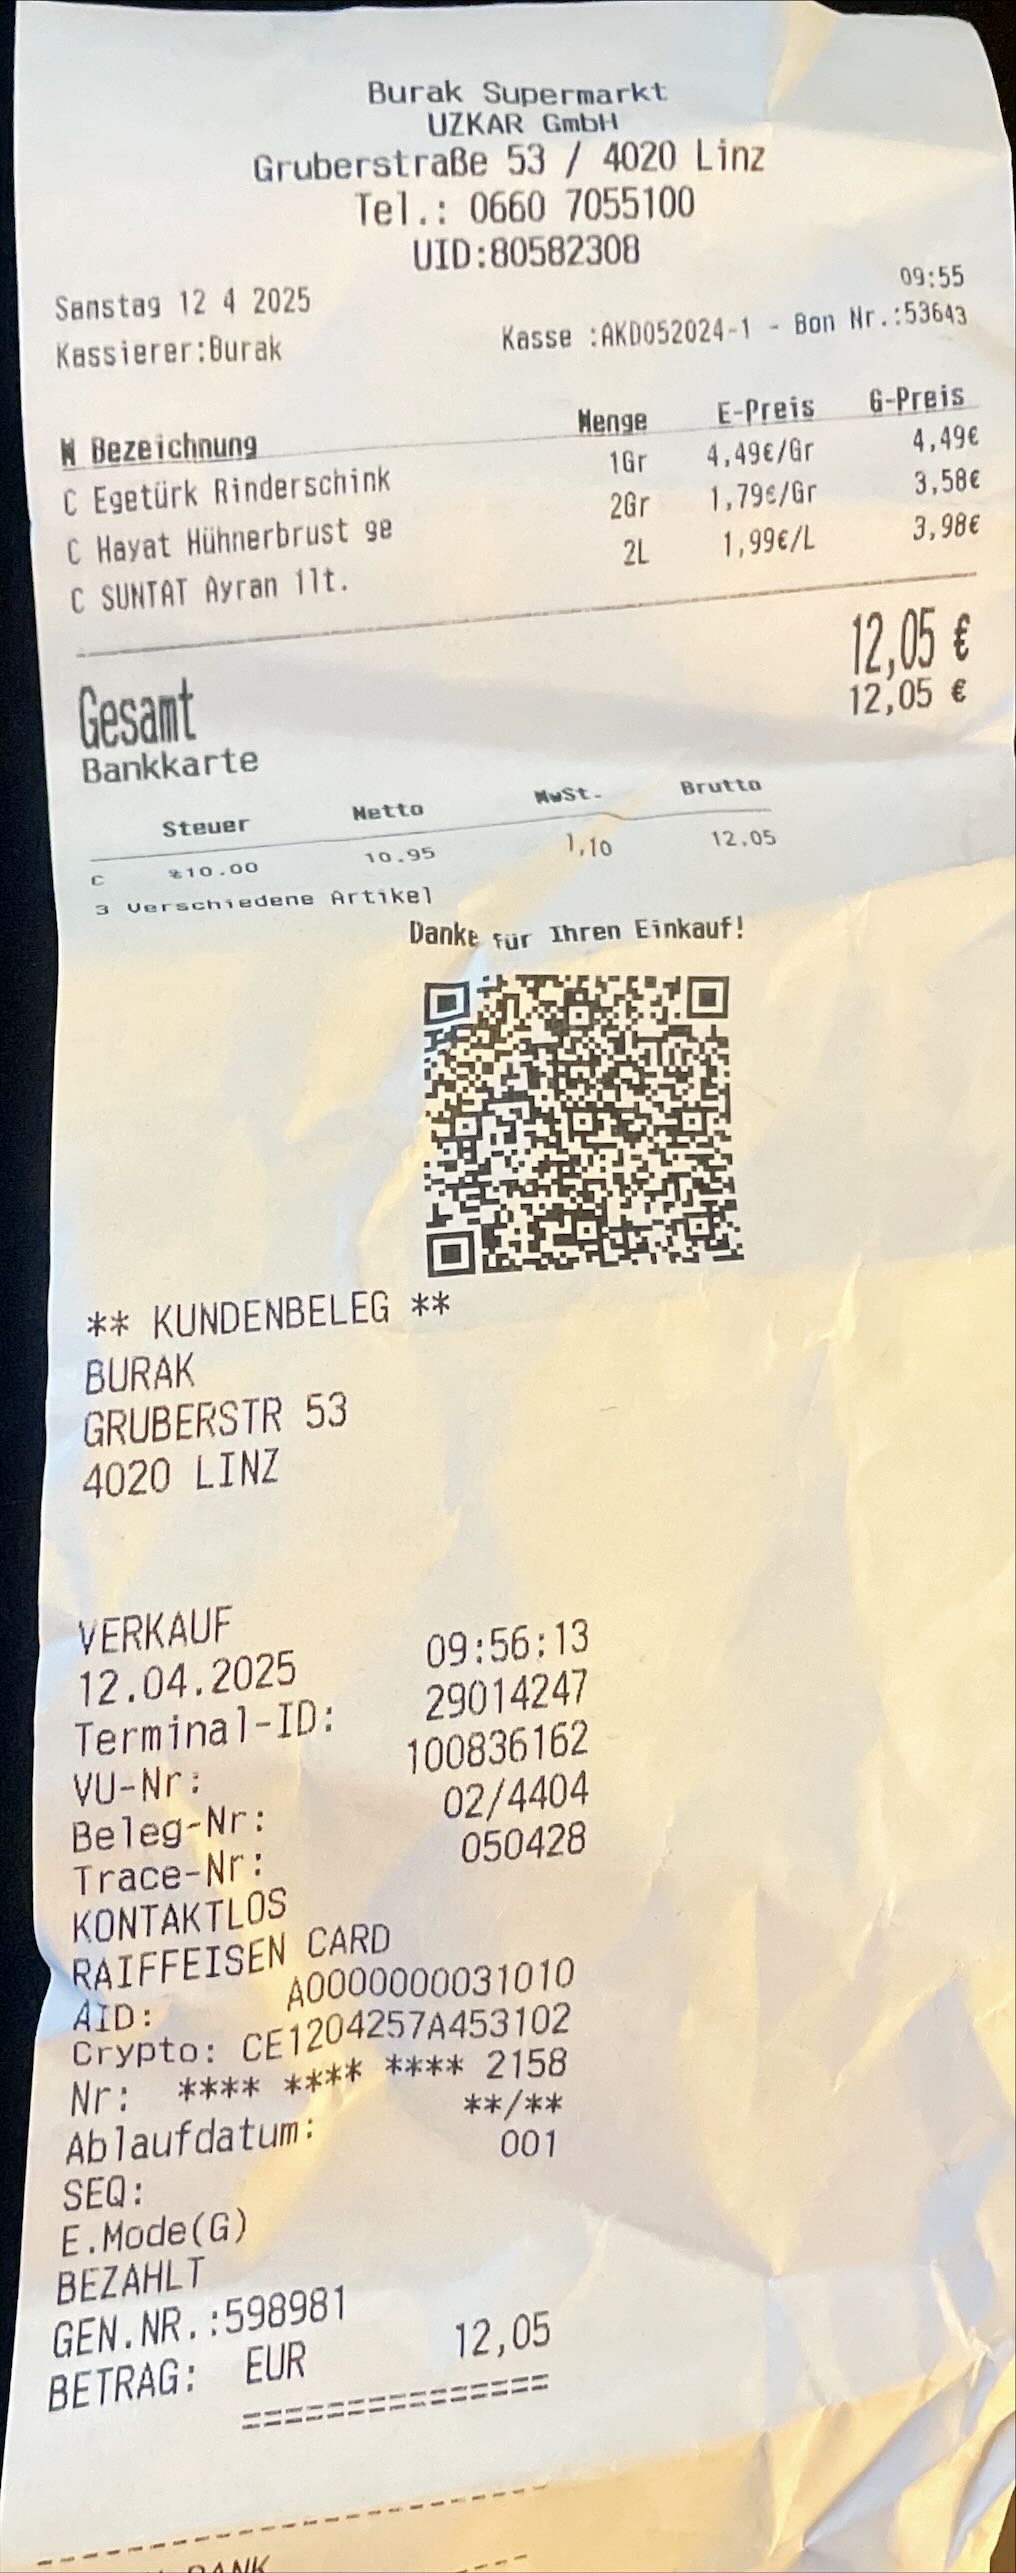 Burak Supermarkt
UZKAR GmbH
Gruberstraße 53 / 4020 Linz
Tel.: 0660 7055100
UID:80582308
Samstag 12 4 2025 09:55
Kassierer:Burak Kasse :AKD052024-1 - Bon Nr.:53643
M Bezeichnung Menge E-Preis G-Preis
C Egetürk Rinderschink 1Gr 4,49€/Gr 4,49€
C Hayat Hühnerbrust ge 2Gr 1,79€/Gr 3,58€
C SUNTAT Ayran 1lt. 2L 1,99€/L 3,98€
Gesamt 12,05 €
Bankkarte 12,05 €
Steuer Netto MwSt. Brutto
C %10.00 10.95 1,10 12.05
3 Verschiedene Artikel
Danke für Ihren Einkauf!
** KUNDENBELEG **
BURAK
GRUBERSTR 53
4020 LINZ
VERKAUF
12.04.2025 09:56:13
Terminal-ID: 29014247
VU-Nr: 100836162
Beleg-Nr: 02/4404
Trace-Nr: 050428
KONTAKTLOS
RAIFFEISEN CARD
AID: A0000000031010
Crypto: CE1204257A453102
Nr: **** **** **** 2158
Ablaufdatum: **/**
SEQ: 001
E.Mode(G)
BEZAHLT
GEN.NR.:598981
BETRAG: EUR 12,05
==============
BANK